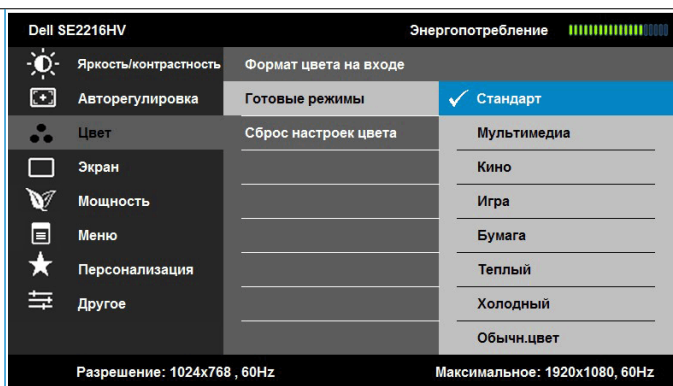 Dell SE2216HV Энергопотребление
Яркость/контрастность Формат цвета на входе
Авторегулировка Готовые режимы Стандарт
Цвет Сброс настроек цвета Мультимедиа
Экран Кино
Мощность Игра
Меню Бумага
Персонализация Теплый
Другое Холодный
Обычн.цвет
Разрешение: 1024x768 , 60Hz Максимальное: 1920x1080, 60Hz